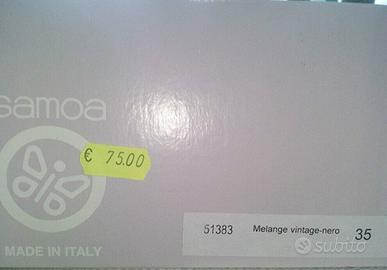 samoa
€ 75.00
51383 Melange vintage-nero 35
subito
MADE IN ITALY